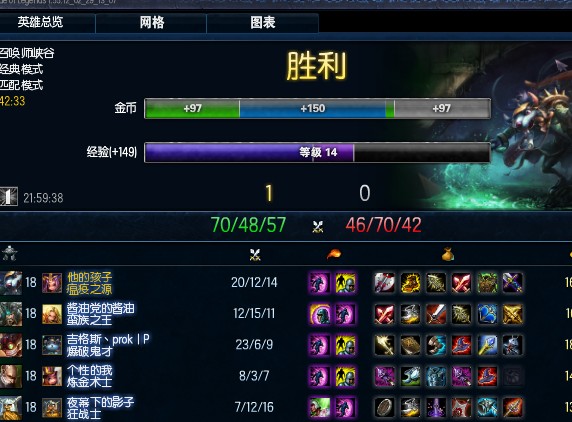 英雄总览 网格 图表
召唤师峡谷
经典模式
匹配模式
42:33
胜利
金币 +97 +150 +97
经验(+149) 等级 14
21:59:38
1 0
70/48/57 46/70/42
18 他的孩子 20/12/14
瘟疫之源
18 酱油党的酱油 12/15/11
蛮族之王
18 吉格斯丶prok丨P 23/6/9
爆破鬼才
18 个性的我 8/3/7
炼金术士
18 夜幕下的影子 7/12/16
狂战士